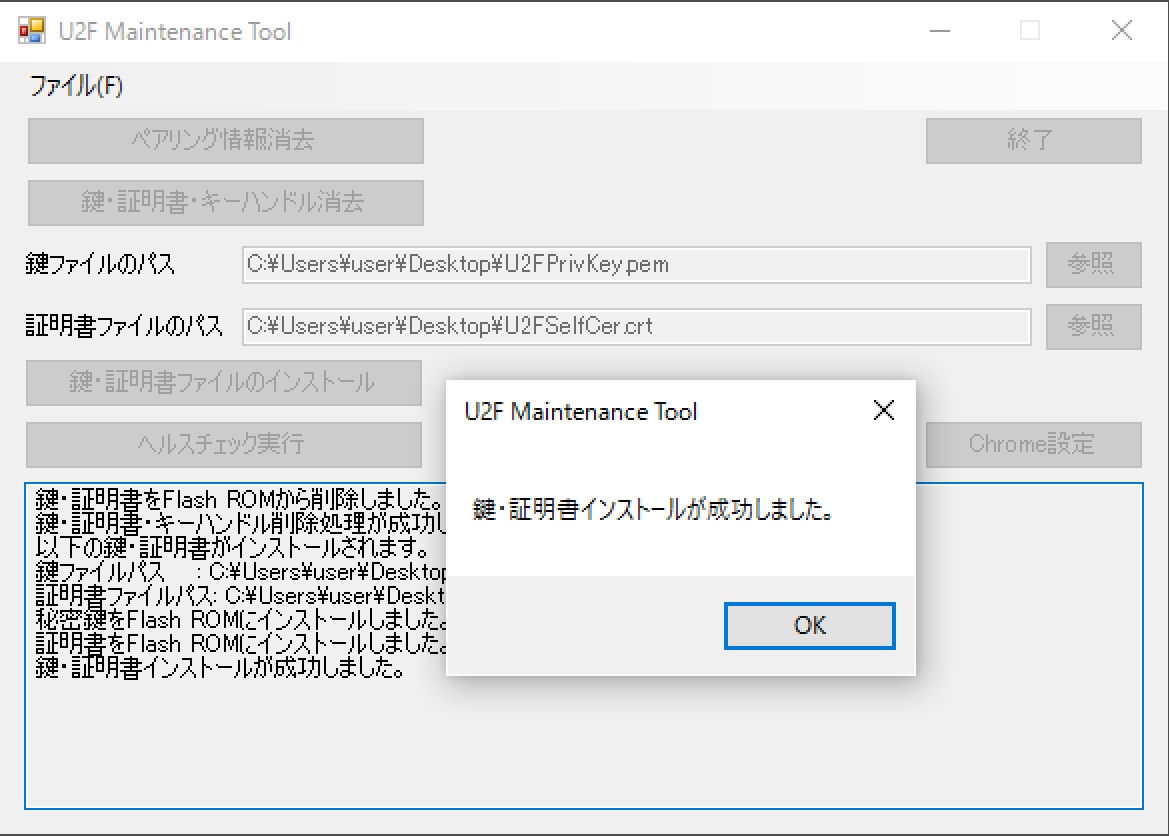 U2F Maintenance Tool
ファイル(F)
ペアリング情報消去
終了
鍵・証明書・キーハンドル消去
鍵ファイルのパス
C:¥Users¥user¥Desktop¥U2FPrivKey.pem
参照
証明書ファイルのパス
C:¥Users¥user¥Desktop¥U2FSelfCer.crt
参照
鍵・証明書ファイルのインストール
ヘルスチェック実行
Chrome設定
鍵・証明書をFlash ROMから削除しました。
鍵・証明書・キーハンドル削除処理が成功し
以下の鍵・証明書がインストールされます。
鍵ファイルパス　: C:¥Users¥user¥Desktop
証明書ファイルパス: C:¥Users¥user¥Deskt
秘密鍵をFlash ROMにインストールしました。
証明書をFlash ROMにインストールしました。
鍵・証明書インストールが成功しました。
U2F Maintenance Tool
鍵・証明書インストールが成功しました。
OK